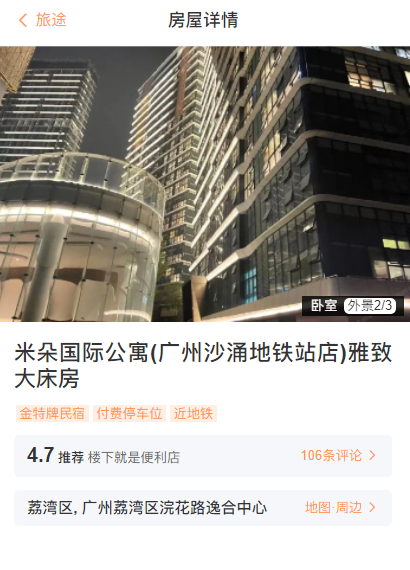 旅途
房屋详情
卧室 外景2/3
米朵国际公寓(广州沙涌地铁站店)雅致
大床房
金特牌民宿 付费停车位 近地铁
4.7 推荐 楼下就是便利店 106条评论
荔湾区, 广州荔湾区浣花路逸合中心 地图·周边